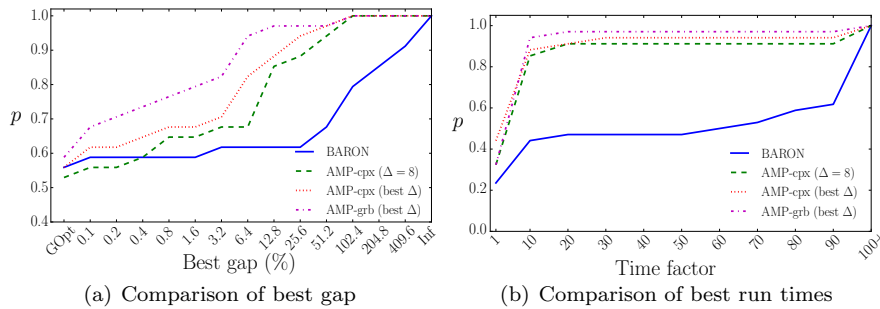 1.0
0.9
0.8
0.7
0.6
0.5
0.4
p
BARON
AMP-cpx (Δ = 8)
AMP-cpx (best Δ)
AMP-grb (best Δ)
GOpt 0.1 0.2 0.4 0.8 1.6 3.2 6.4 12.8 25.6 51.2 102.4 204.8 409.6 Inf
Best gap (%)
(a) Comparison of best gap
1.0
0.8
0.6
0.4
0.2
0.0
p
BARON
AMP-cpx (Δ = 8)
AMP-cpx (best Δ)
AMP-grb (best Δ)
1 10 20 30 40 50 60 70 80 90
Time factor
(b) Comparison of best run times